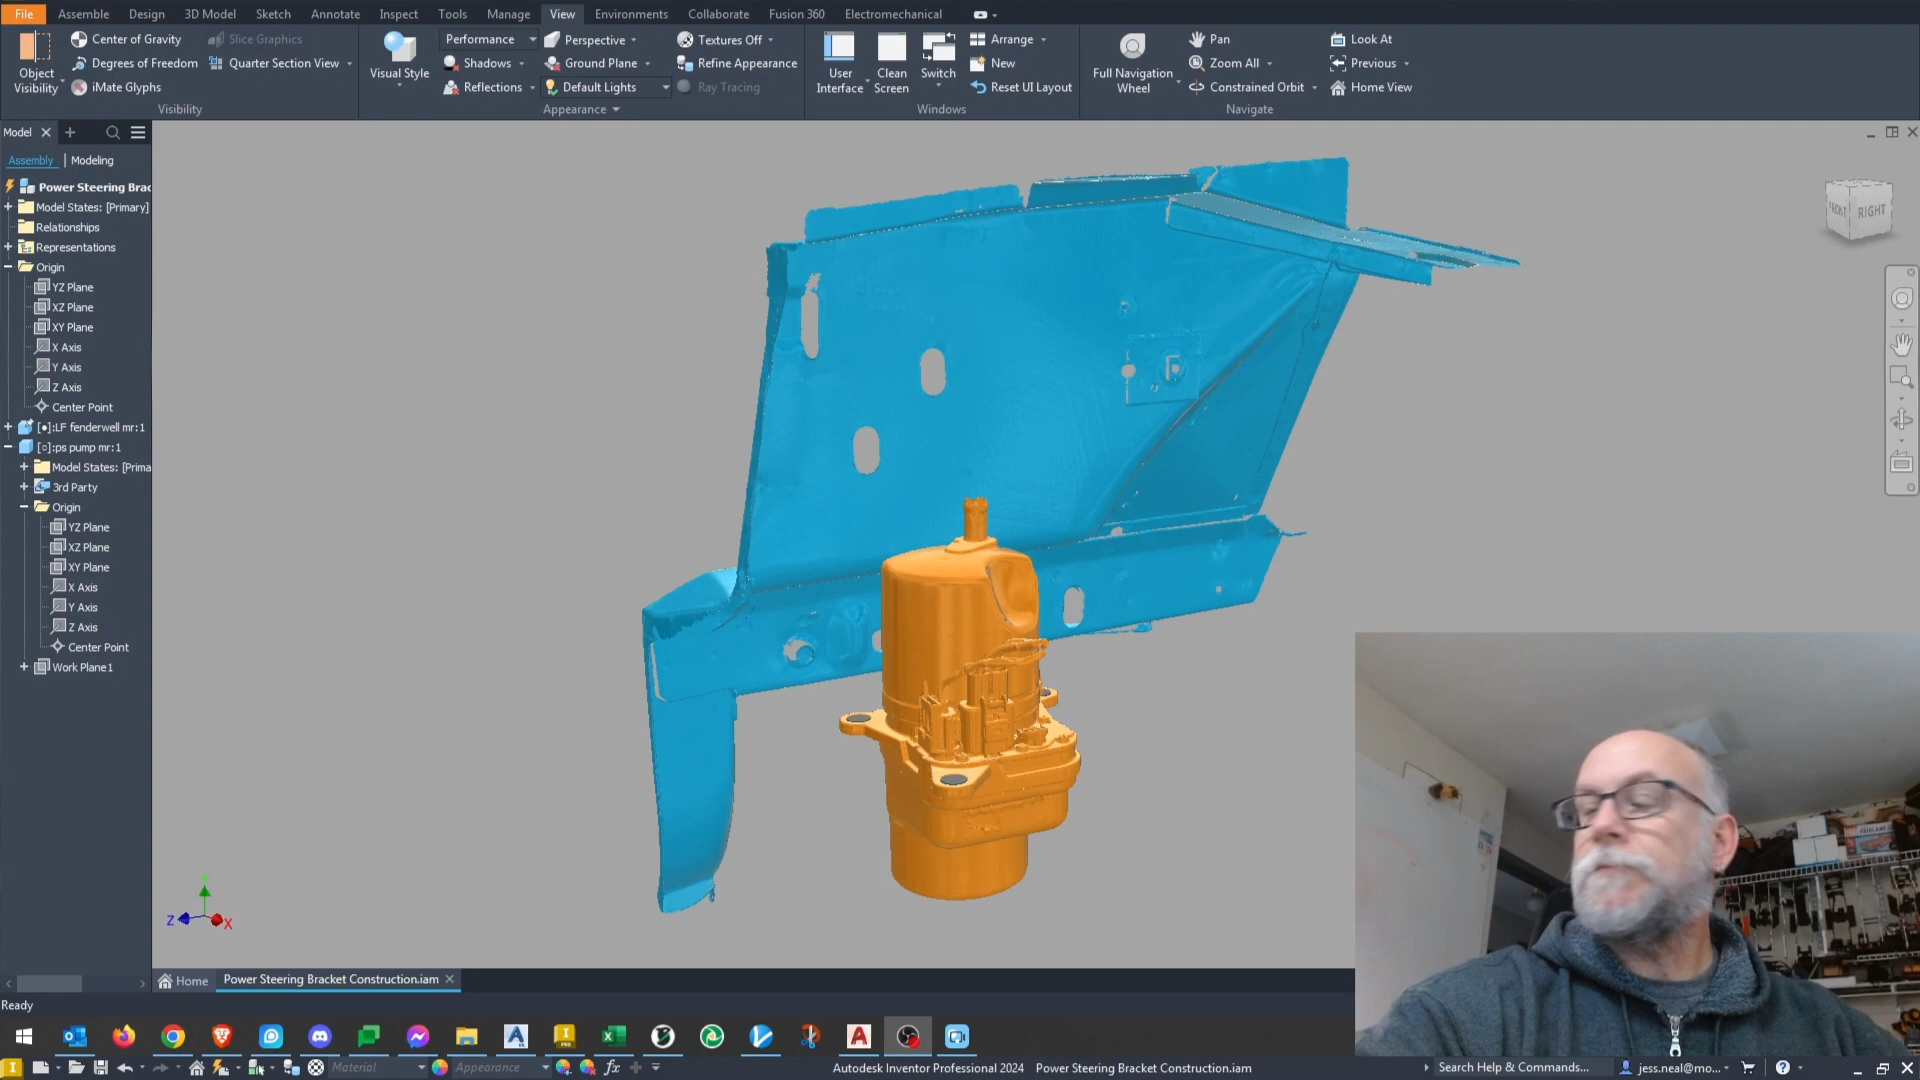 File Assemble Design 3D Model Sketch Annotate Inspect Tools Manage View Environments Collaborate Fusion 360 Electromechanical
Object Visibility
Center of Gravity
Degrees of Freedom
iMate Glyphs
Slice Graphics
Quarter Section View
Visibility
Visual Style
Performance
Shadows
Reflections
Perspective
Ground Plane
Default Lights
Textures Off
Refine Appearance
Ray Tracing
Appearance
User Interface
Clean Screen
Switch
Arrange
New
Reset UI Layout
Windows
Full Navigation Wheel
Pan
Zoom All
Constrained Orbit
Look At
Previous
Home View
Navigate
Model
Assembly | Modeling
Power Steering Brac
Model States: [Primary]
Relationships
Representations
Origin
YZ Plane
XZ Plane
XY Plane
X Axis
Y Axis
Z Axis
Center Point
[●]:LF fenderwell mr:1
[○]:ps pump mr:1
Model States: [Prima
3rd Party
Origin
YZ Plane
XZ Plane
XY Plane
X Axis
Y Axis
Z Axis
Center Point
Work Plane1
FRONT RIGHT
Z X
Home Power Steering Bracket Construction.iam
Ready
Material Appearance fx Autodesk Inventor Professional 2024 Power Steering Bracket Construction.iam Search Help & Commands... jess.neal@mo...